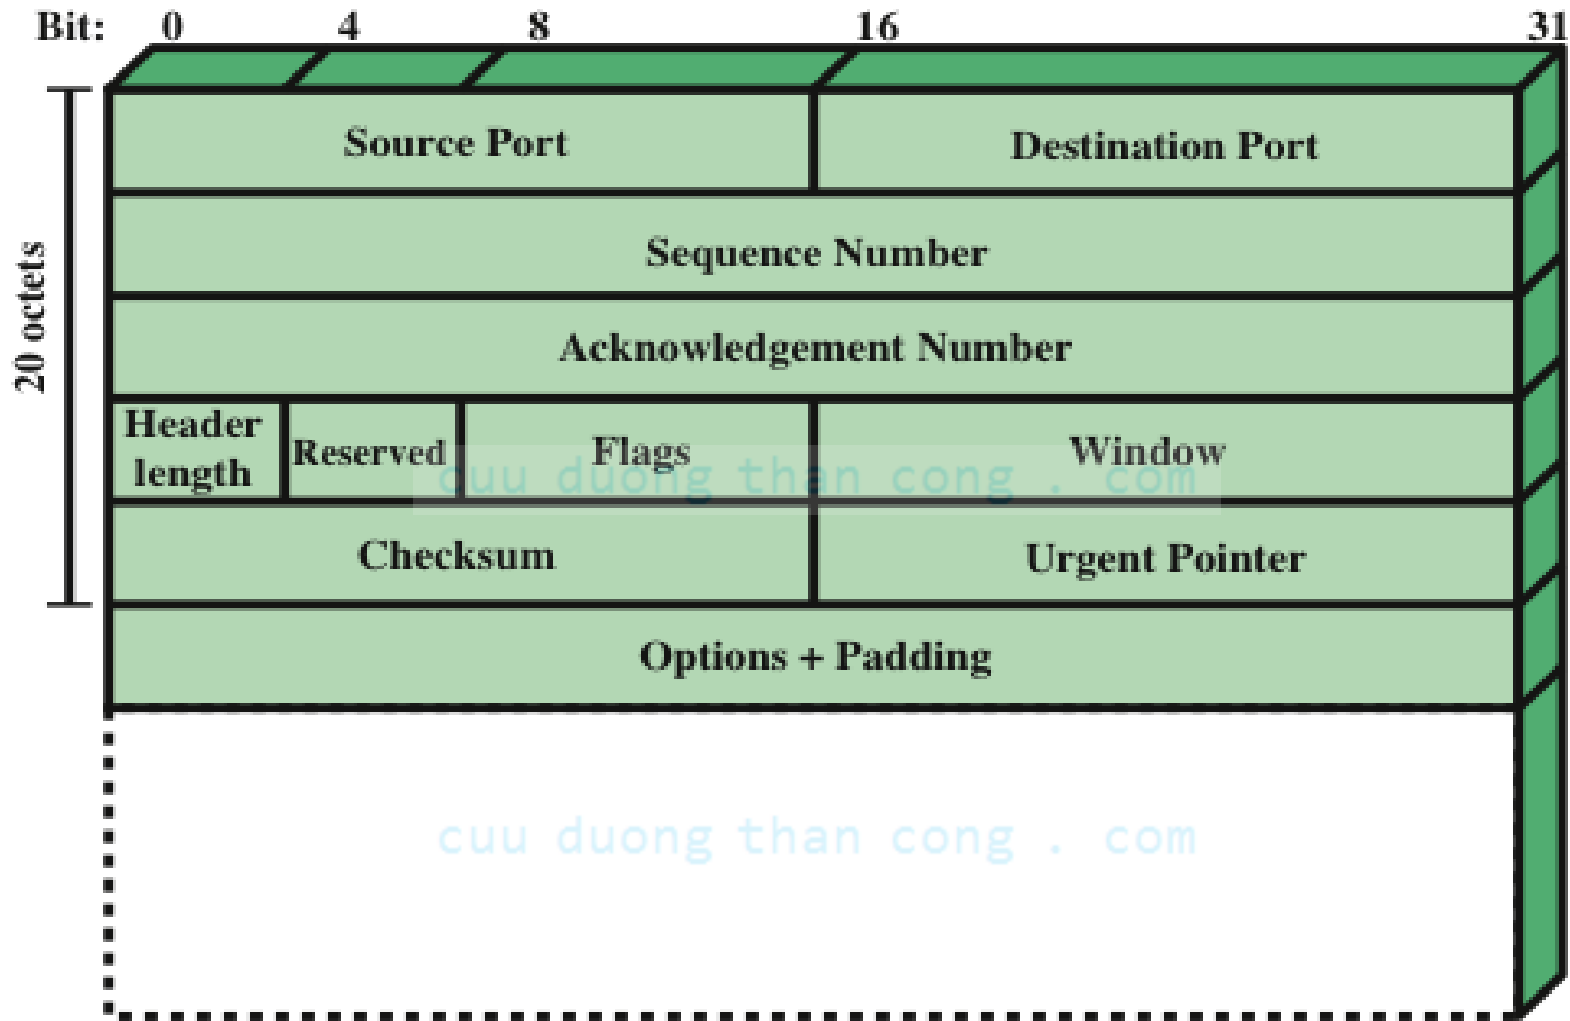 Bit: 0 4 8 16 31
Source Port Destination Port
Sequence Number
20 octets
Acknowledgement Number
Header
length
Reserved Flags Window
cuu duong than cong . com
Checksum Urgent Pointer
Options + Padding
cuu duong than cong . com